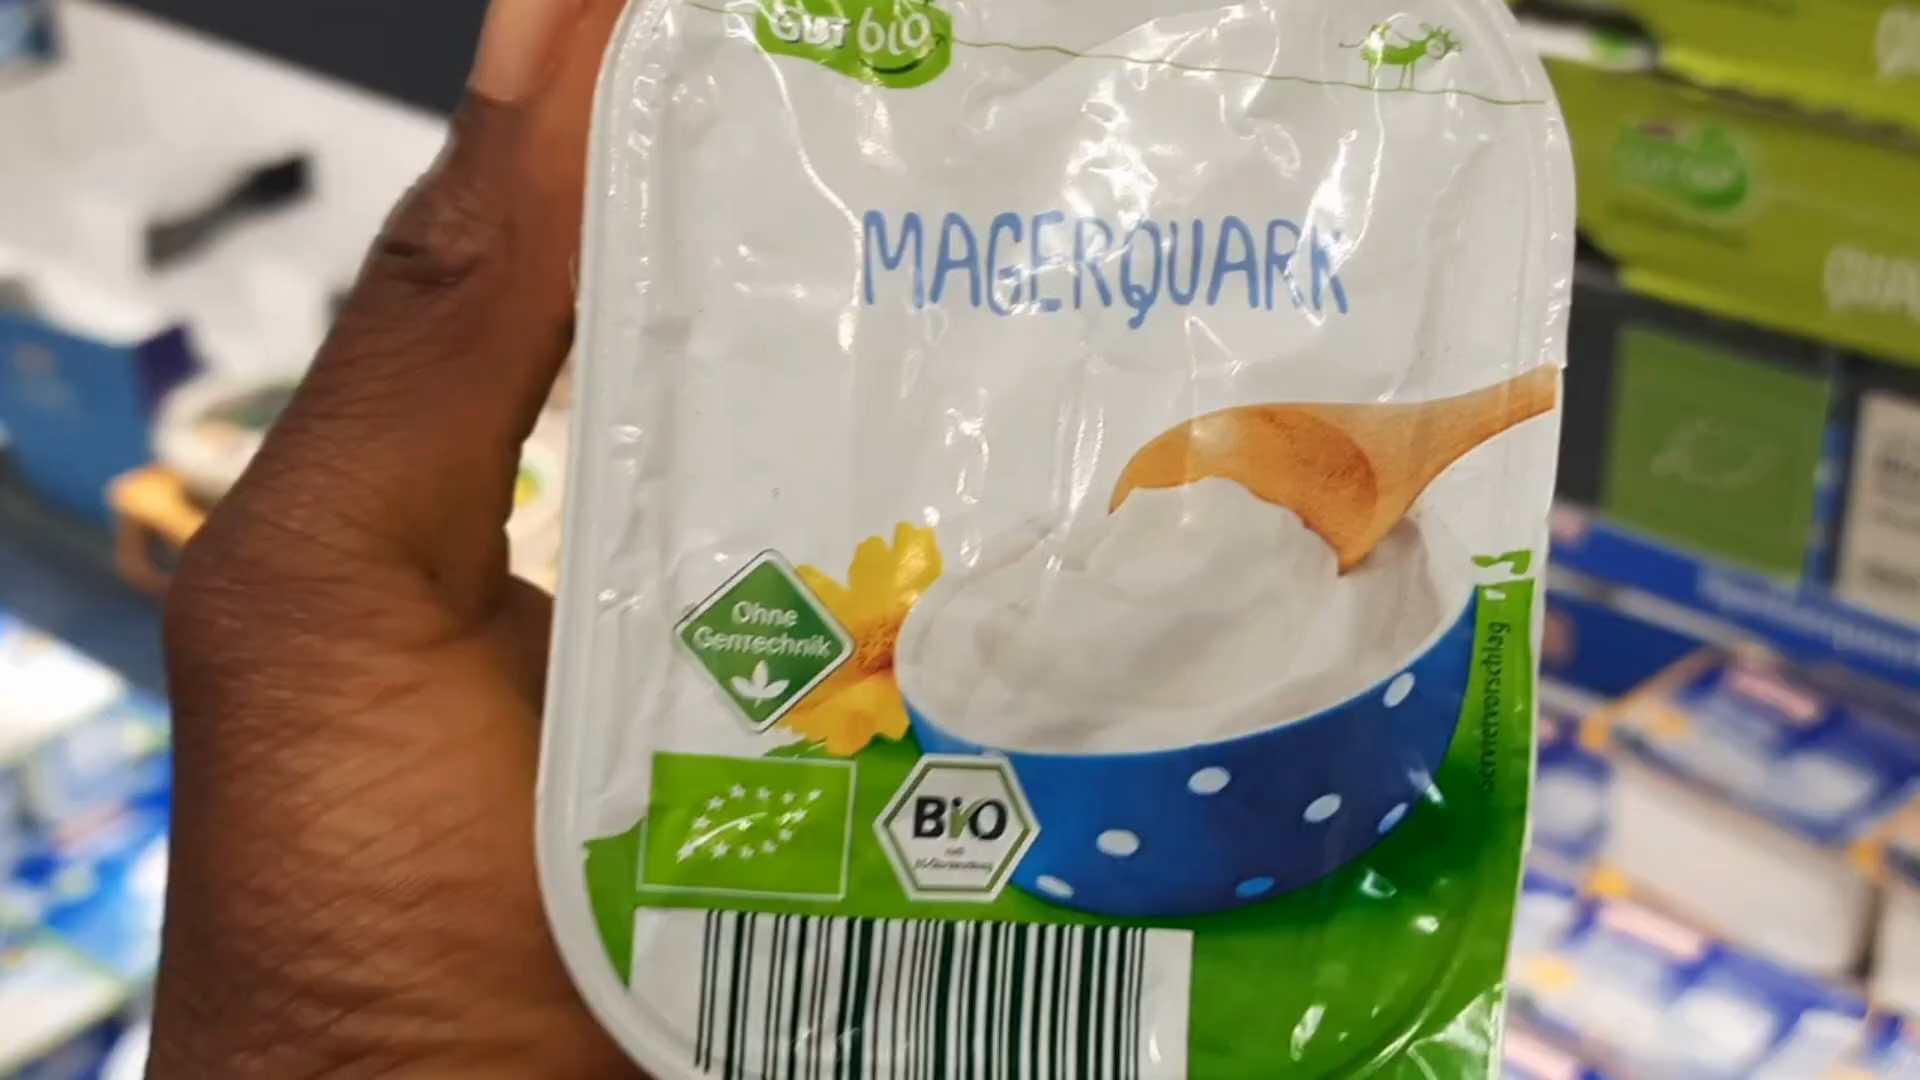 GUT biO
MAGERQUARK
Ohne
Gentechnik
Serviervorschlag
BiO